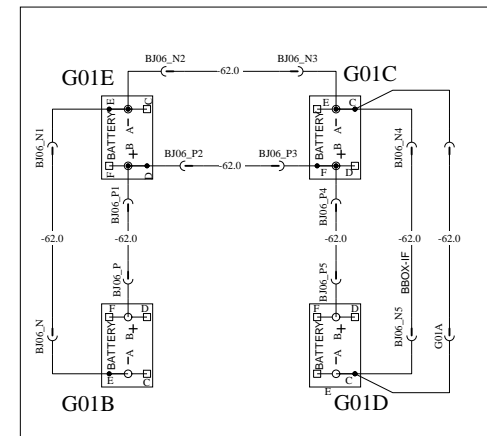 BJ06_N2
BJ06_N3
-62.0
G01E
G01C
E
C
A
-
BATTERY
B
+
F
D
E
C
A
-
BATTERY
B
+
F
D
BJ06_N1
BJ06_P2
BJ06_P3
-62.0
BJ06_N4
BJ06_P1
BJ06_P4
-62.0
-62.0
-62.0
-62.0
-62.0
BBOX-IF
BJ06_P
BJ06_P5
BJ06_N
BJ06_N5
G01A
F
D
B
+
BATTERY
A
-
E
C
F
D
B
+
BATTERY
A
-
C
E
G01B
G01D